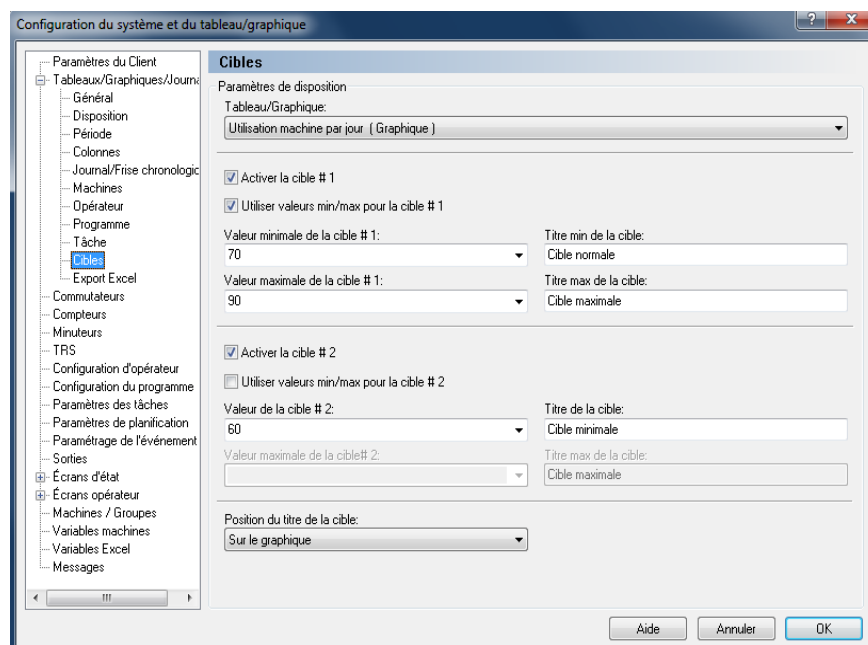 Configuration du système et du tableau/graphique
Paramètres du Client
Tableaux/Graphiques/Journa
Général
Disposition
Période
Colonnes
Journal/Frise chronologic
Machines
Opérateur
Programme
Tâche
Cibles
Export Excel
Commutateurs
Compteurs
Minuteurs
TRS
Configuration d'opérateur
Configuration du programme
Paramètres des tâches
Paramètres de planification
Paramétrage de l'événement
Sorties
Écrans d'état
Écrans opérateur
Machines / Groupes
Variables machines
Variables Excel
Messages
Cibles
Paramètres de disposition
Tableau/Graphique:
Utilisation machine par jour ( Graphique )
Activer la cible # 1
Utiliser valeurs min/max pour la cible # 1
Valeur minimale de la cible # 1: Titre min de la cible:
70 Cible normale
Valeur maximale de la cible # 1: Titre max de la cible:
90 Cible maximale
Activer la cible # 2
Utiliser valeurs min/max pour la cible # 2
Valeur de la cible # 2: Titre de la cible:
60 Cible minimale
Valeur maximale de la cible# 2: Titre max de la cible:
Cible maximale
Position du titre de la cible:
Sur le graphique
Aide Annuler OK